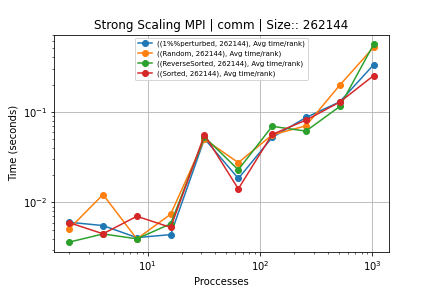 Strong Scaling MPI | comm | Size:: 262144
((1%%perturbed, 262144), Avg time/rank)
((Random, 262144), Avg time/rank)
((ReverseSorted, 262144), Avg time/rank)
((Sorted, 262144), Avg time/rank)
Time (seconds)
10⁻¹
10⁻²
10¹ 10² 10³
Proccesses